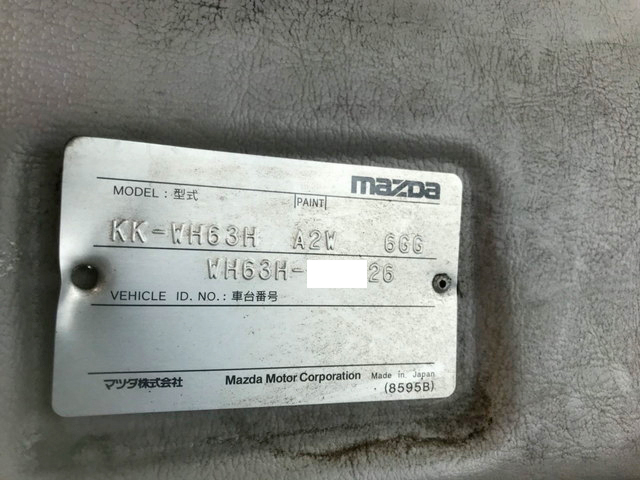 mazda
MODEL : 型式 PAINT
KK-WH63H A2W 6GG
WH63H- 26
VEHICLE ID. NO. : 車台番号
マツダ株式会社 Mazda Motor Corporation Made in Japan
(8595B)